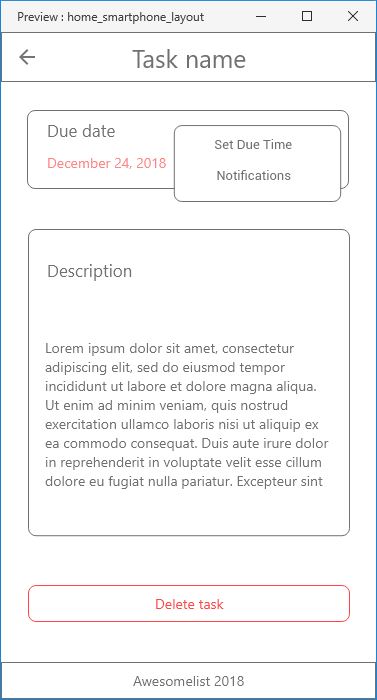 Preview : home_smartphone_layout
Task name
Due date
December 24, 2018
Set Due Time
Notifications
Description
Lorem ipsum dolor sit amet, consectetur
adipiscing elit, sed do eiusmod tempor
incididunt ut labore et dolore magna aliqua.
Ut enim ad minim veniam, quis nostrud
exercitation ullamco laboris nisi ut aliquip ex
ea commodo consequat. Duis aute irure dolor
in reprehenderit in voluptate velit esse cillum
dolore eu fugiat nulla pariatur. Excepteur sint
Delete task
Awesomelist 2018